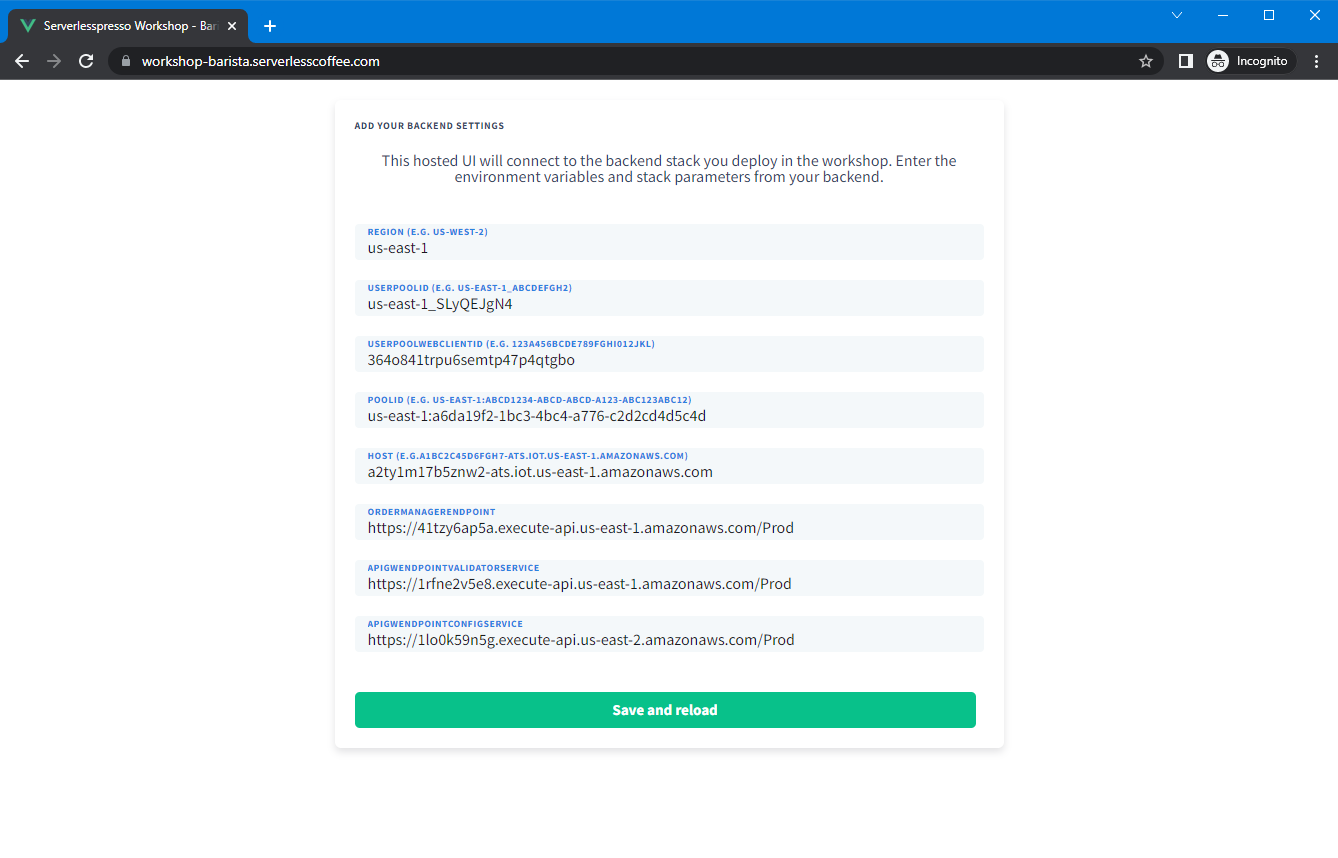 Serverlesspresso Workshop - Bar
workshop-barista.serverlesscoffee.com
Incognito
ADD YOUR BACKEND SETTINGS
This hosted UI will connect to the backend stack you deploy in the workshop. Enter the
environment variables and stack parameters from your backend.
REGION (E.G. US-WEST-2)
us-east-1
USERPOOLID (E.G. US-EAST-1_ABCDEFGH2)
us-east-1_SLyQEJgN4
USERPOOLWEBCLIENTID (E.G. 123A456BCDE789FGHI012JKL)
364o841trpu6semtp47p4qtgbo
POOLID (E.G. US-EAST-1:ABCD1234-ABCD-ABCD-A123-ABC123ABC12)
us-east-1:a6da19f2-1bc3-4bc4-a776-c2d2cd4d5c4d
HOST (E.G.A1BC2C45D6FGH7-ATS.IOT.US-EAST-1.AMAZONAWS.COM)
a2ty1m17b5znw2-ats.iot.us-east-1.amazonaws.com
ORDERMANAGERENDPOINT
https://41tzy6ap5a.execute-api.us-east-1.amazonaws.com/Prod
APIGWENDPOINTVALIDATORSERVICE
https://1rfne2v5e8.execute-api.us-east-1.amazonaws.com/Prod
APIGWENDPOINTCONFIGSERVICE
https://1lo0k59n5g.execute-api.us-east-2.amazonaws.com/Prod
Save and reload